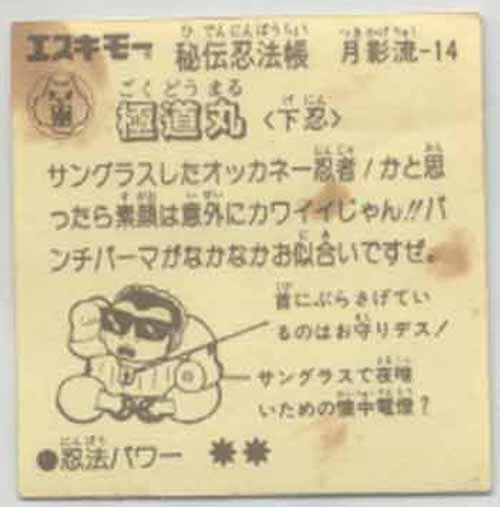 エスキモー 秘伝忍法帳 月影流-14
極道丸 〈下忍〉
サングラスしたオッカネー忍者!かと思
ったら素顔は意外にカワイイじゃん!!パ
ンチパーマがなかなかお似合いですぜ。
首にぶらさげてい
るのはお守りデス!
サングラスで夜暗
いための懐中電燈?
●忍法パワー